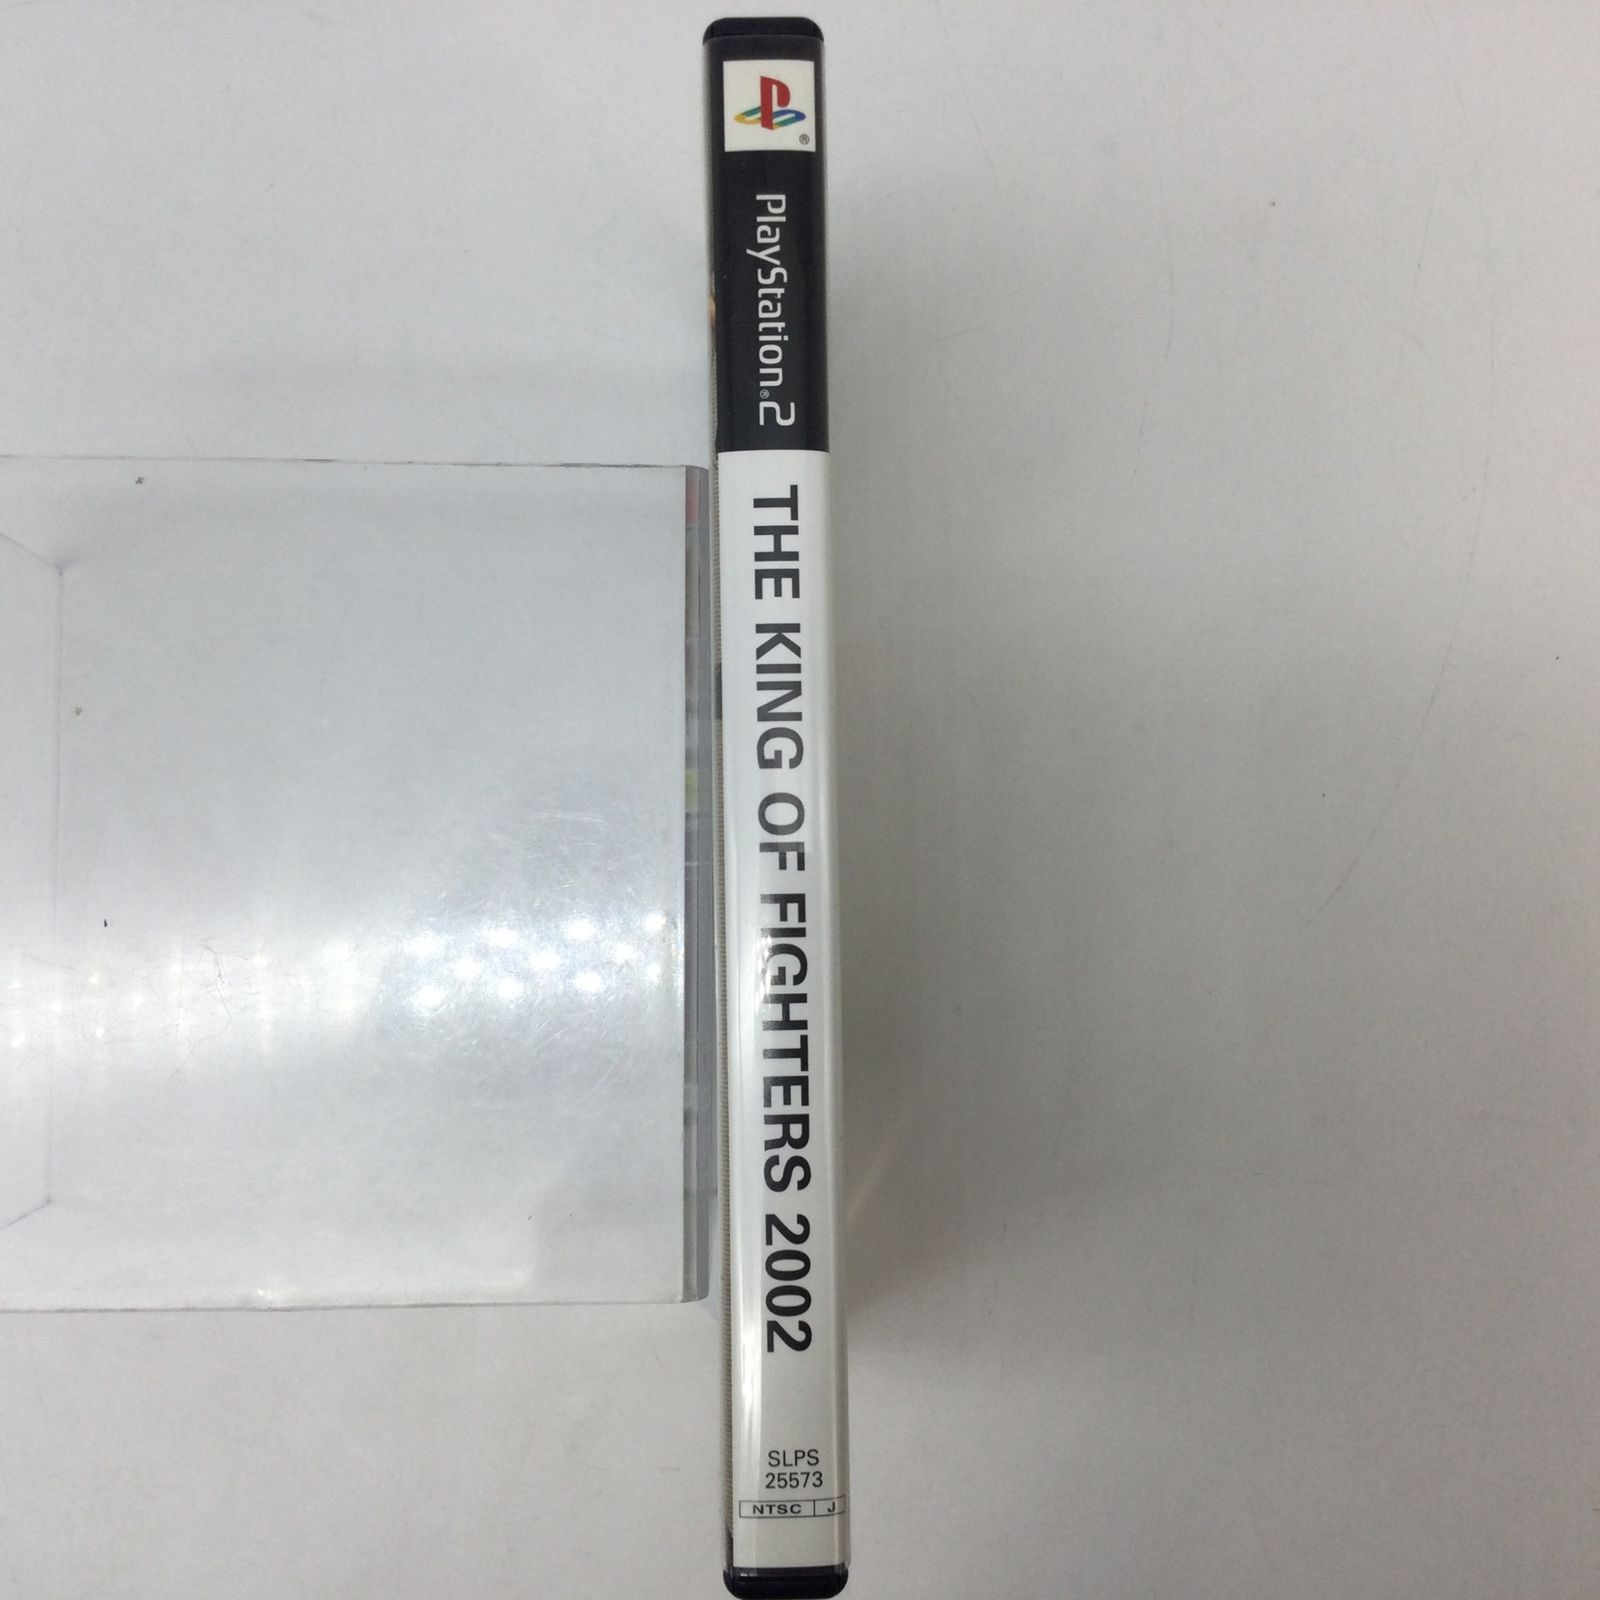 ®
PlayStation®2
THE KING OF FIGHTERS 2002
SLPS
25573
NTSC J